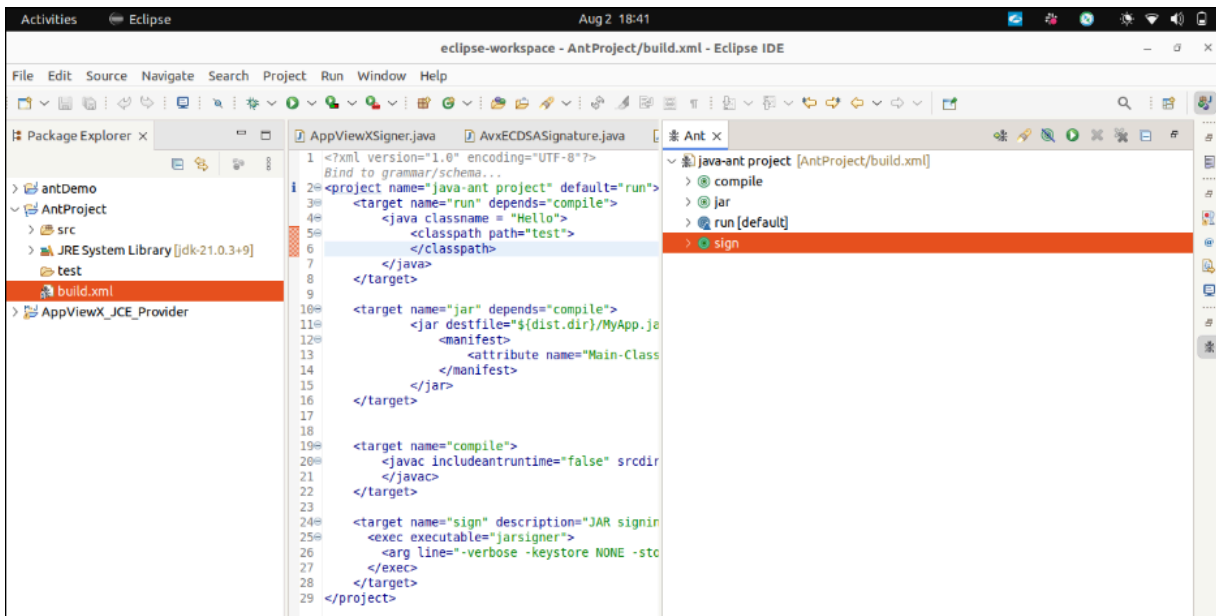 Activities Eclipse Aug 2 18:41
eclipse-workspace - AntProject/build.xml - Eclipse IDE
File Edit Source Navigate Search Project Run Window Help
Package Explorer
antDemo
AntProject
src
JRE System Library [jdk-21.0.3+9]
test
build.xml
AppViewX_JCE_Provider
AppViewXSigner.java AvxECDSASignature.java
1 <?xml version="1.0" encoding="UTF-8"?>
Bind to grammar/schema...
2 <project name="java-ant project" default="run">
3 <target name="run" depends="compile">
4 <java classname = "Hello">
5 <classpath path="test">
6 </classpath>
7 </java>
8 </target>
9
10 <target name="jar" depends="compile">
11 <jar destfile="${dist.dir}/MyApp.ja
12 <manifest>
13 <attribute name="Main-Class
14 </manifest>
15 </jar>
16 </target>
17
18
19 <target name="compile">
20 <javac includeantruntime="false" srcdir
21 </javac>
22 </target>
23
24 <target name="sign" description="JAR signin
25 <exec executable="jarsigner">
26 <arg line="-verbose -keystore NONE -sto
27 </exec>
28 </target>
29 </project>
Ant
java-ant project [AntProject/build.xml]
compile
jar
run [default]
sign